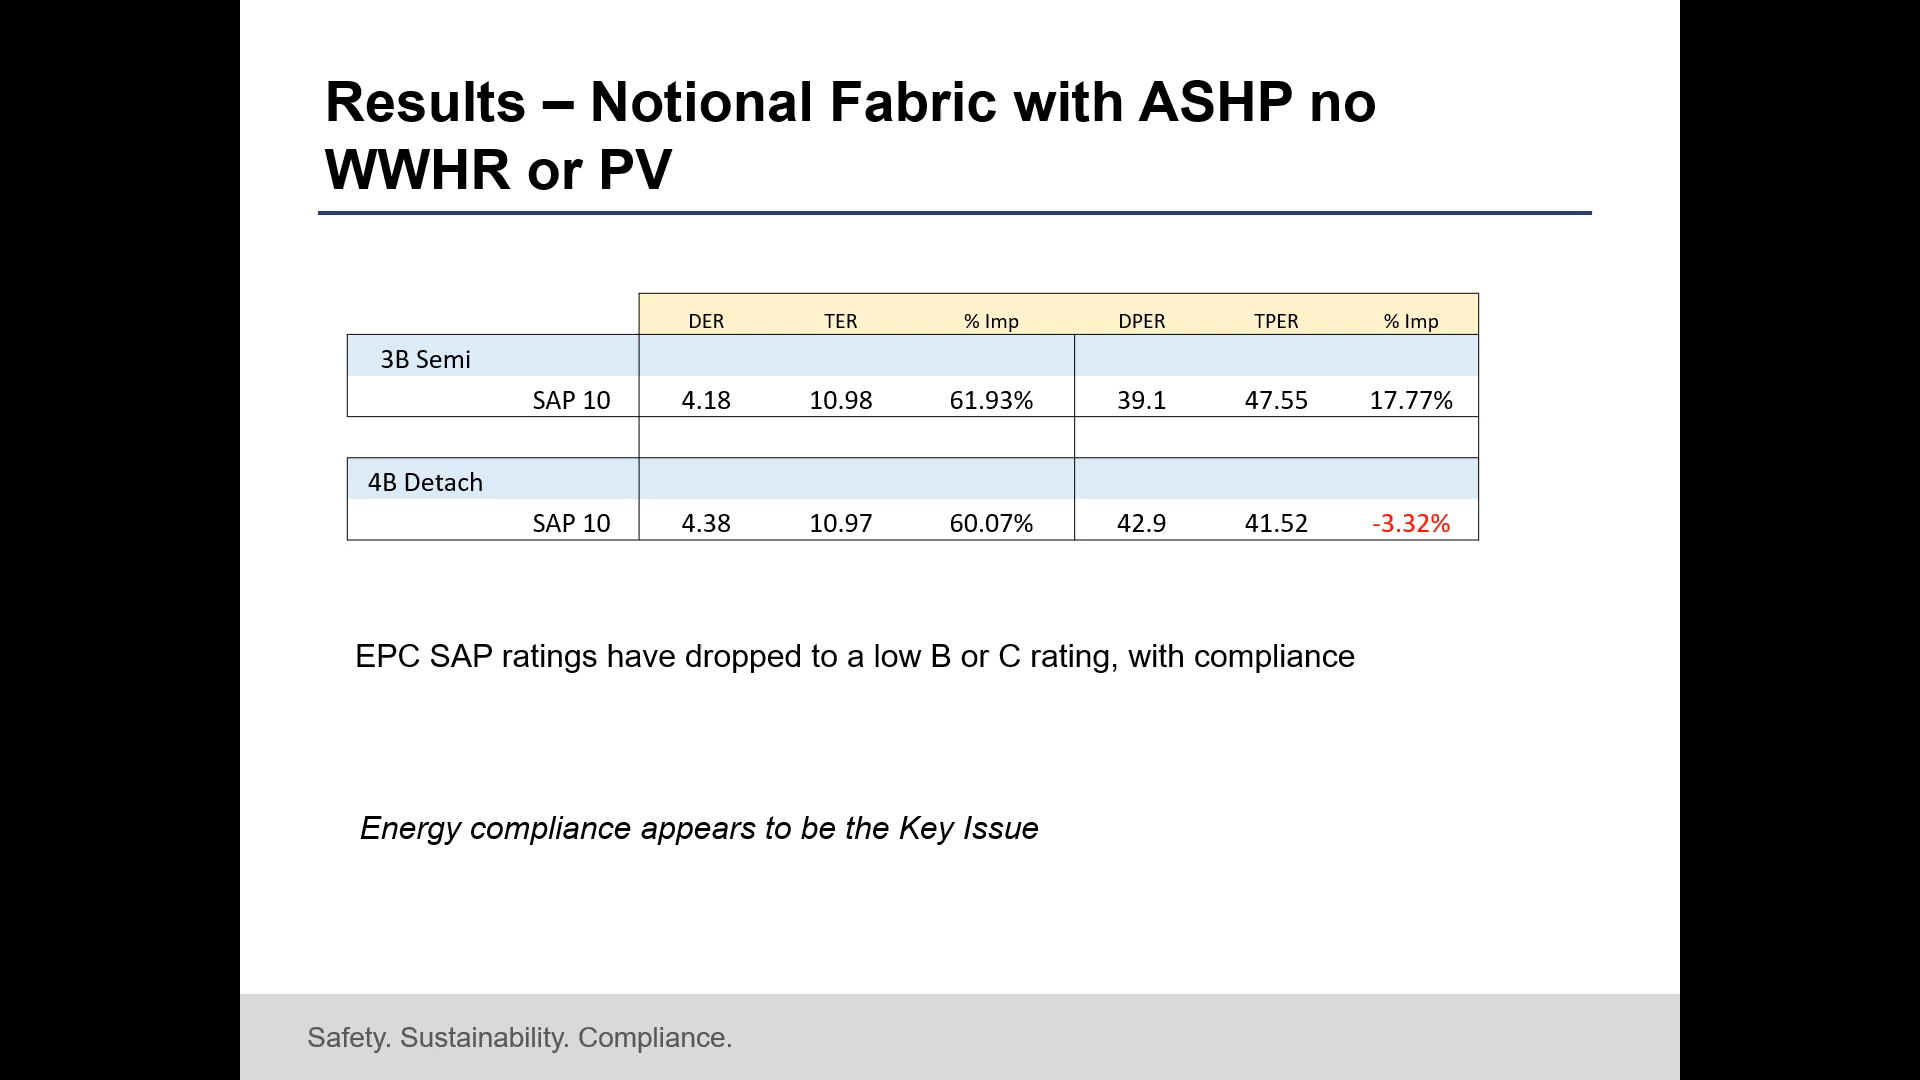 Results – Notional Fabric with ASHP no
WWHR or PV
DER TER % Imp DPER TPER % Imp
3B Semi
SAP 10 4.18 10.98 61.93% 39.1 47.55 17.77%
4B Detach
SAP 10 4.38 10.97 60.07% 42.9 41.52 -3.32%
EPC SAP ratings have dropped to a low B or C rating, with compliance
Energy compliance appears to be the Key Issue
Safety. Sustainability. Compliance.